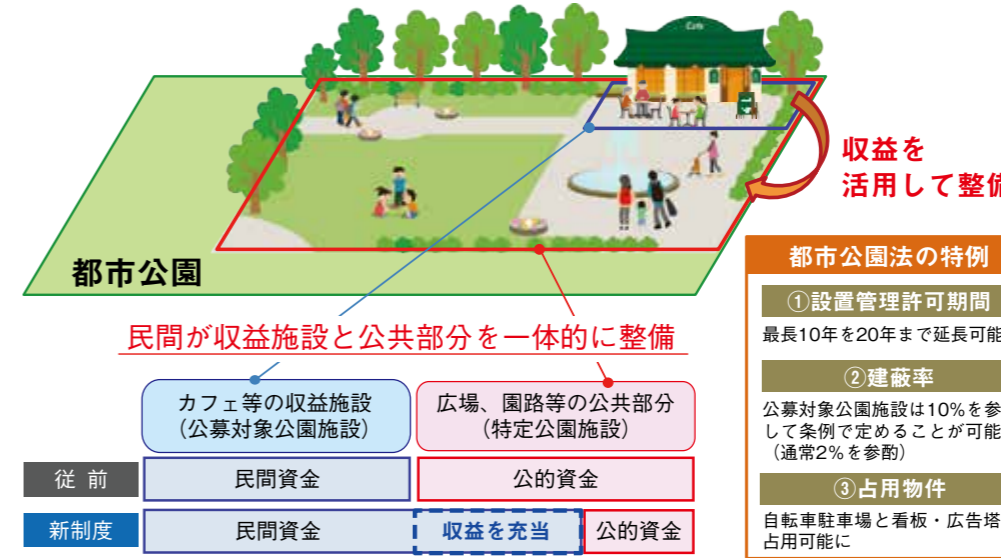 Cafe
収益を
活用して整
都市公園
民間が収益施設と公共部分を一体的に整備
カフェ等の収益施設
（公募対象公園施設）
広場、園路等の公共部分
（特定公園施設）
従前
民間資金
公的資金
新制度
民間資金
収益を充当
公的資金
都市公園法の特例
①設置管理許可期間
最長10年を20年まで延長可能
②建蔽率
公募対象公園施設は10%を参
して条例で定めることが可能
（通常2%を参酌）
③占用物件
自転車駐車場と看板・広告塔
占用可能に